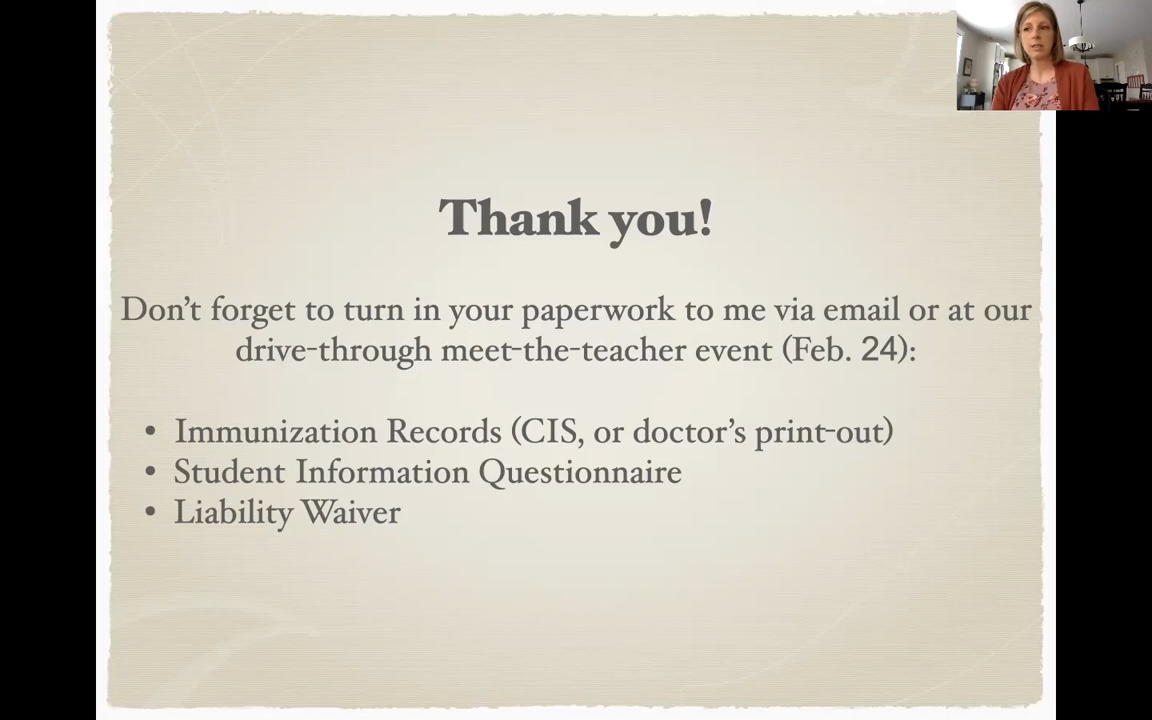 Thank you!
Don't forget to turn in your paperwork to me via email or at our
drive-through meet-the-teacher event (Feb. 24):
• Immunization Records (CIS, or doctor's print-out)
• Student Information Questionnaire
• Liability Waiver